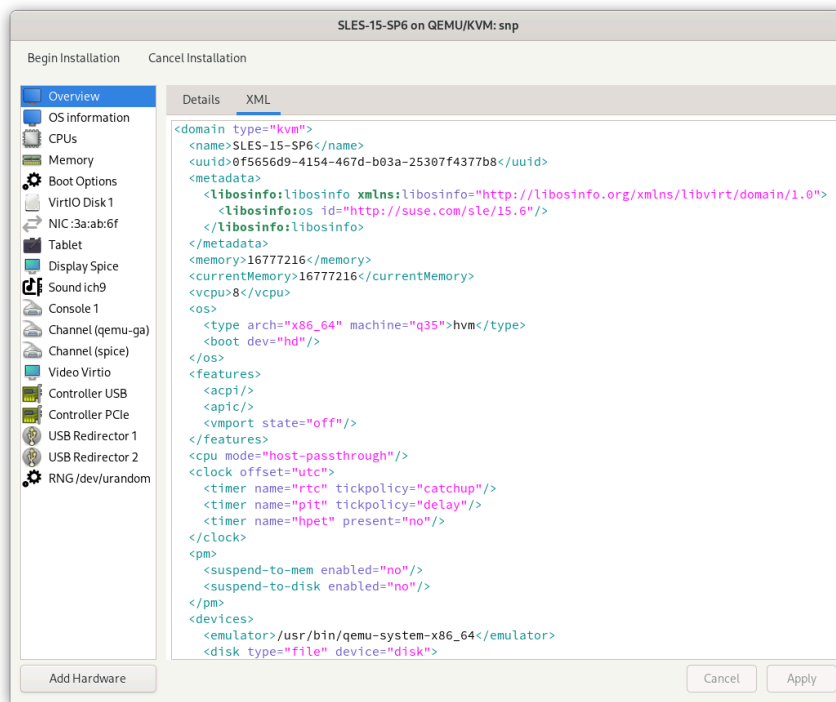 SLES-15-SP6 on QEMU/KVM: snp
Begin Installation
Cancel Installation
Overview
OS information
CPUs
Memory
Boot Options
VirtIO Disk 1
NIC :3a:ab:6f
Tablet
Display Spice
Sound ich9
Console 1
Channel (qemu-ga)
Channel (spice)
Video Virtio
Controller USB
Controller PCIe
USB Redirector 1
USB Redirector 2
RNG /dev/urandom
Add Hardware
Details
XML
<domain type="kvm">
  <name>SLES-15-SP6</name>
  <uuid>0f5656d9-4154-467d-b03a-25307f4377b8</uuid>
  <metadata>
    <libosinfo:libosinfo xmlns:libosinfo="http://libosinfo.org/xmlns/libvirt/domain/1.0">
      <libosinfo:os id="http://suse.com/sle/15.6"/>
    </libosinfo:libosinfo>
  </metadata>
  <memory>16777216</memory>
  <currentMemory>16777216</currentMemory>
  <vcpu>8</vcpu>
  <os>
    <type arch="x86_64" machine="q35">hvm</type>
    <boot dev="hd"/>
  </os>
  <features>
    <acpi/>
    <apic/>
    <vmport state="off"/>
  </features>
  <cpu mode="host-passthrough"/>
  <clock offset="utc">
    <timer name="rtc" tickpolicy="catchup"/>
    <timer name="pit" tickpolicy="delay"/>
    <timer name="hpet" present="no"/>
  </clock>
  <pm>
    <suspend-to-mem enabled="no"/>
    <suspend-to-disk enabled="no"/>
  </pm>
  <devices>
    <emulator>/usr/bin/qemu-system-x86_64</emulator>
    <disk type="file" device="disk">
Cancel
Apply